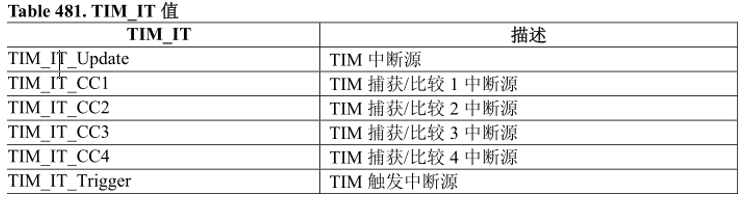 Table 481. TIM_IT 值
TIM_IT 描述
TIM_IT_Update TIM 中断源
TIM_IT_CC1 TIM 捕获/比较 1 中断源
TIM_IT_CC2 TIM 捕获/比较 2 中断源
TIM_IT_CC3 TIM 捕获/比较 3 中断源
TIM_IT_CC4 TIM 捕获/比较 4 中断源
TIM_IT_Trigger TIM 触发中断源